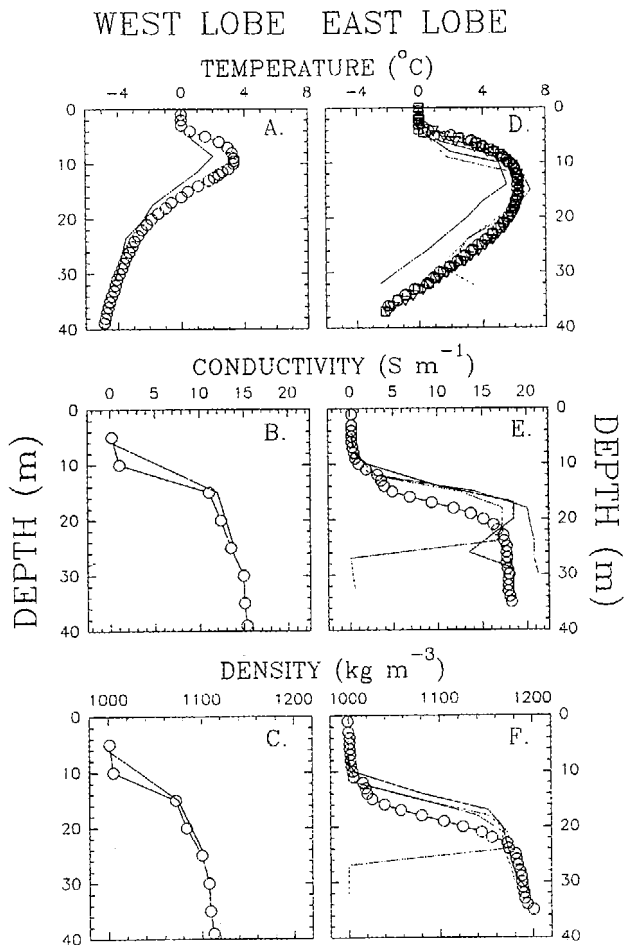 WEST LOBE EAST LOBE
TEMPERATURE (°C)
-4 0 4 8 -4 0 4 8
0 A. D. 0
10 10
20 20
30 30
40 40
CONDUCTIVITY (S m⁻¹)
0 5 10 15 20 0 5 10 15 20
0 B. E. 0
10 10
20 20
30 30
40 40
DEPTH (m)
DEPTH (m)
DENSITY (kg m⁻³)
1000 1100 1200 1000 1100 1200
0 C. F. 0
10 10
20 20
30 30
40 40